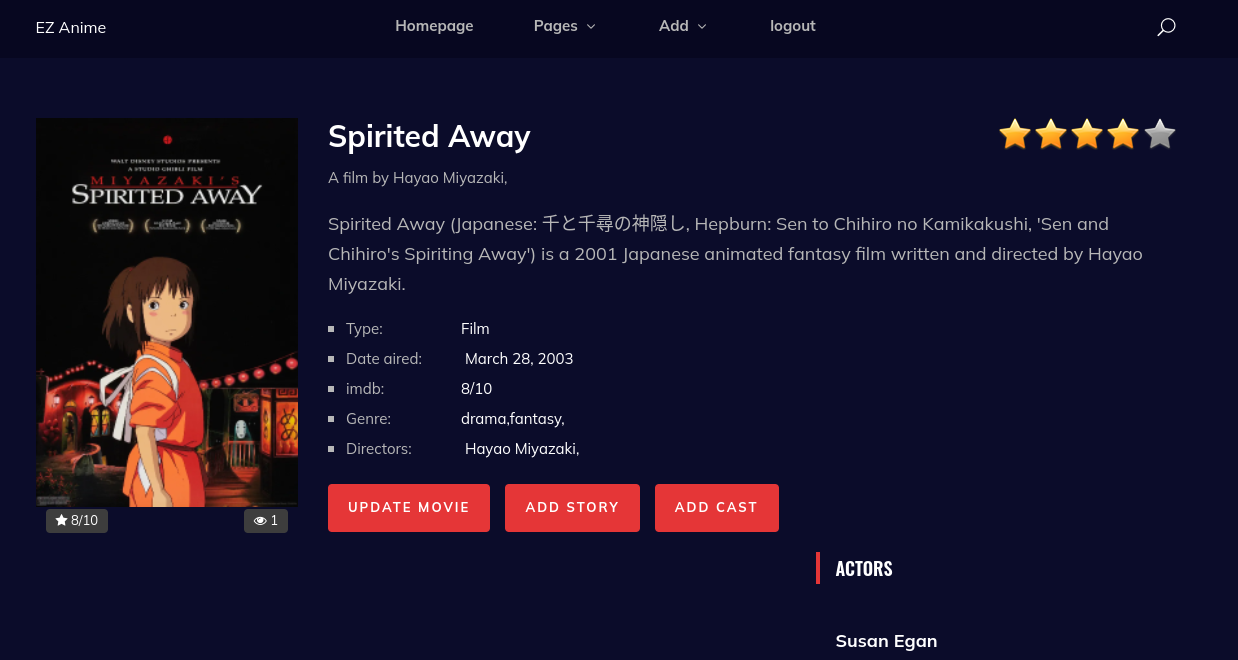 EZ Anime
Homepage
Pages
Add
logout
WALT DISNEY STUDIOS PRESENTS
A STUDIO GHIBLI FILM
MIYAZAKI'S
SPIRITED AWAY
8/10
1
Spirited Away
A film by Hayao Miyazaki,
Spirited Away (Japanese: 千と千尋の神隠し, Hepburn: Sen to Chihiro no Kamikakushi, 'Sen and
Chihiro's Spiriting Away') is a 2001 Japanese animated fantasy film written and directed by Hayao
Miyazaki.
Type: Film
Date aired: March 28, 2003
imdb: 8/10
Genre: drama,fantasy,
Directors: Hayao Miyazaki,
UPDATE MOVIE
ADD STORY
ADD CAST
ACTORS
Susan Egan